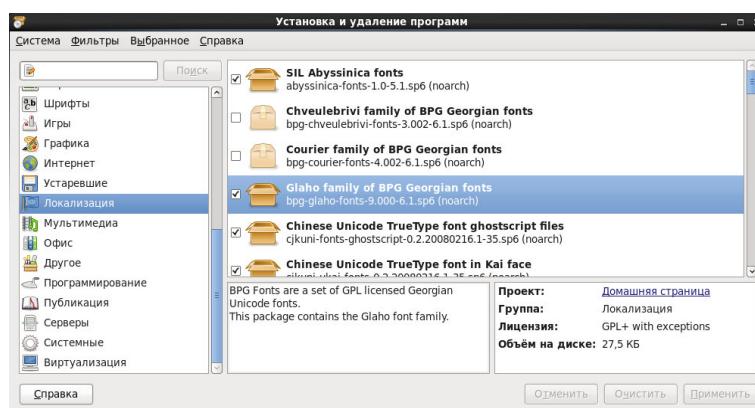 Установка и удаление программ
Система Фильтры Выбранное Справка
Поиск
Шрифты
Игры
Графика
Интернет
Устаревшие
Локализация
Мультимедиа
Офис
Другое
Программирование
Публикация
Серверы
Системные
Виртуализация
SIL Abyssinica fonts
abyssinica-fonts-1.0-5.1.sp6 (noarch)
Chveulebrivi family of BPG Georgian fonts
bpg-chveulebrivi-fonts-3.002-6.1.sp6 (noarch)
Courier family of BPG Georgian fonts
bpg-courier-fonts-4.002-6.1.sp6 (noarch)
Glaho family of BPG Georgian fonts
bpg-glaho-fonts-9.000-6.1.sp6 (noarch)
Chinese Unicode TrueType font ghostscript files
cjkuni-fonts-ghostscript-0.2.20080216.1-35.sp6 (noarch)
Chinese Unicode TrueType font in Kai face
BPG Fonts are a set of GPL licensed Georgian
Unicode fonts.
This package contains the Glaho font family.
Проект: Домашняя страница
Группа: Локализация
Лицензия: GPL+ with exceptions
Объём на диске: 27,5 КБ
Справка
Отменить Очистить Применить